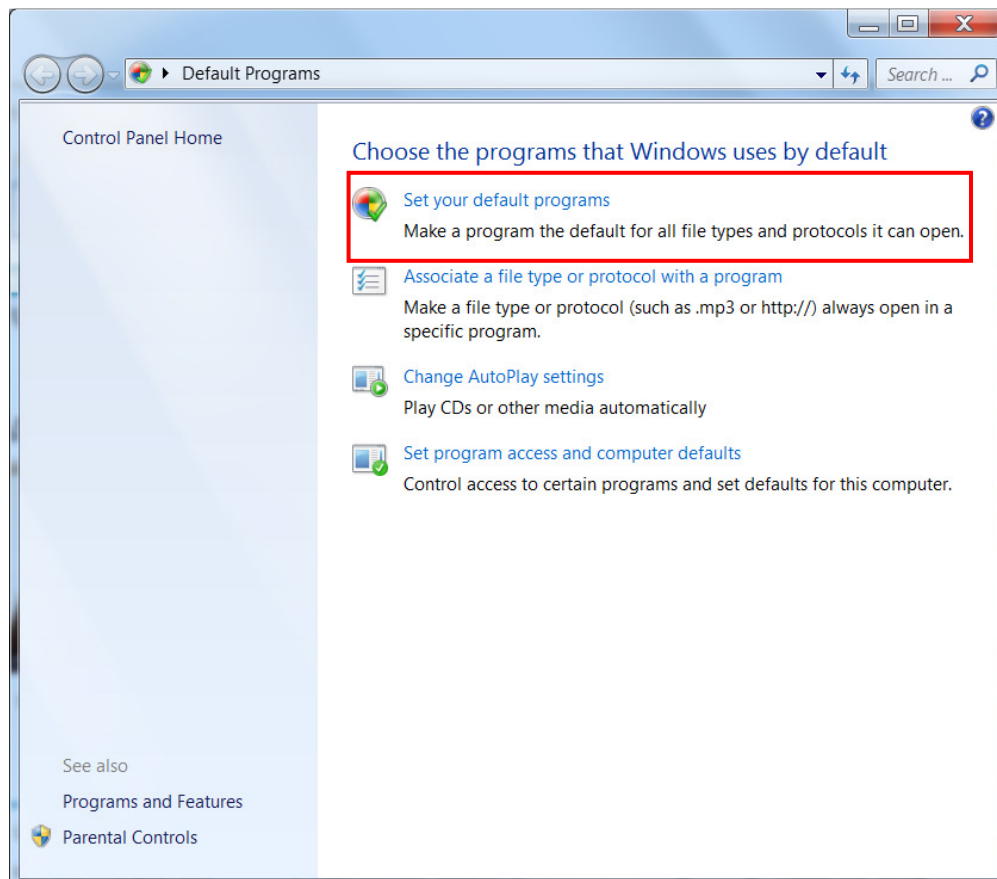 Default Programs
Search ...
Control Panel Home
Choose the programs that Windows uses by default
Set your default programs
Make a program the default for all file types and protocols it can open.
Associate a file type or protocol with a program
Make a file type or protocol (such as .mp3 or http://) always open in a
specific program.
Change AutoPlay settings
Play CDs or other media automatically
Set program access and computer defaults
Control access to certain programs and set defaults for this computer.
See also
Programs and Features
Parental Controls